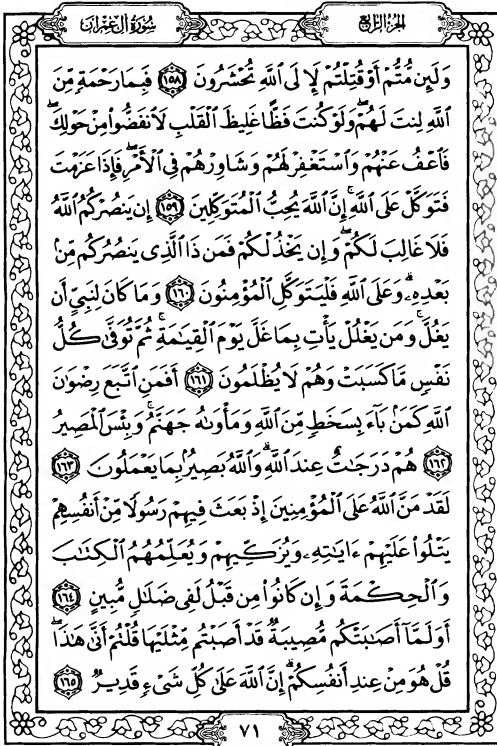 الجزء الرابع
سورة آل عمران
وَلَئِن مُّتُّمْ أَوْ قُتِلْتُمْ لَإِلَى ٱللَّهِ تُحْشَرُونَ ١٥٨ فَبِمَا رَحْمَةٍ مِّنَ
ٱللَّهِ لِنتَ لَهُمْ ۖ وَلَوْ كُنتَ فَظًّا غَلِيظَ ٱلْقَلْبِ لَٱنفَضُّوا۟ مِنْ حَوْلِكَ ۖ
فَٱعْفُ عَنْهُمْ وَٱسْتَغْفِرْ لَهُمْ وَشَاوِرْهُمْ فِى ٱلْأَمْرِ ۖ فَإِذَا عَزَمْتَ
فَتَوَكَّلْ عَلَى ٱللَّهِ ۚ إِنَّ ٱللَّهَ يُحِبُّ ٱلْمُتَوَكِّلِينَ ١٥٩ إِن يَنصُرْكُمُ ٱللَّهُ
فَلَا غَالِبَ لَكُمْ ۖ وَإِن يَخْذُلْكُمْ فَمَن ذَا ٱلَّذِى يَنصُرُكُم مِّنۢ
بَعْدِهِۦ ۗ وَعَلَى ٱللَّهِ فَلْيَتَوَكَّلِ ٱلْمُؤْمِنُونَ ١٦٠ وَمَا كَانَ لِنَبِىٍّ أَن
يَغُلَّ ۚ وَمَن يَغْلُلْ يَأْتِ بِمَا غَلَّ يَوْمَ ٱلْقِيَٰمَةِ ۚ ثُمَّ تُوَفَّىٰ كُلُّ
نَفْسٍ مَّا كَسَبَتْ وَهُمْ لَا يُظْلَمُونَ ١٦١ أَفَمَنِ ٱتَّبَعَ رِضْوَٰنَ
ٱللَّهِ كَمَنۢ بَآءَ بِسَخَطٍ مِّنَ ٱللَّهِ وَمَأْوَىٰهُ جَهَنَّمُ ۚ وَبِئْسَ ٱلْمَصِيرُ
١٦٢ هُمْ دَرَجَٰتٌ عِندَ ٱللَّهِ ۗ وَٱللَّهُ بَصِيرٌۢ بِمَا يَعْمَلُونَ ١٦٣
لَقَدْ مَنَّ ٱللَّهُ عَلَى ٱلْمُؤْمِنِينَ إِذْ بَعَثَ فِيهِمْ رَسُولًا مِّنْ أَنفُسِهِمْ
يَتْلُوا۟ عَلَيْهِمْ ءَايَٰتِهِۦ وَيُزَكِّيهِمْ وَيُعَلِّمُهُمُ ٱلْكِتَٰبَ
وَٱلْحِكْمَةَ وَإِن كَانُوا۟ مِن قَبْلُ لَفِى ضَلَٰلٍ مُّبِينٍ ١٦٤
أَوَلَمَّآ أَصَٰبَتْكُم مُّصِيبَةٌ قَدْ أَصَبْتُم مِّثْلَيْهَا قُلْتُمْ أَنَّىٰ هَٰذَا ۖ
قُلْ هُوَ مِنْ عِندِ أَنفُسِكُمْ ۗ إِنَّ ٱللَّهَ عَلَىٰ كُلِّ شَىْءٍ قَدِيرٌ ١٦٥
٧١